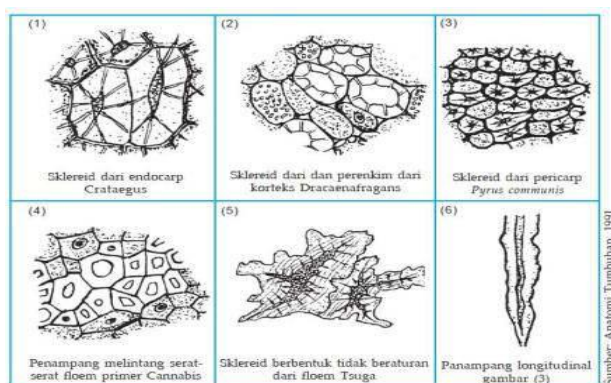 (1)
Sklereid dari endocarp
Crataegus
(2)
Sklereid dari dan perenkim dari
korteks Dracaenafragans
(3)
Sklereid dari pericarp
Pyrus communis
(4)
Penampang melintang serat-
serat floem primer Cannabis
(5)
Sklereid berbentuk tidak beraturan
dari floem Tsuga
(6)
Panampang longitudinal
gambar (3)
Sumber: Anatomi Tumbuhan, 1991